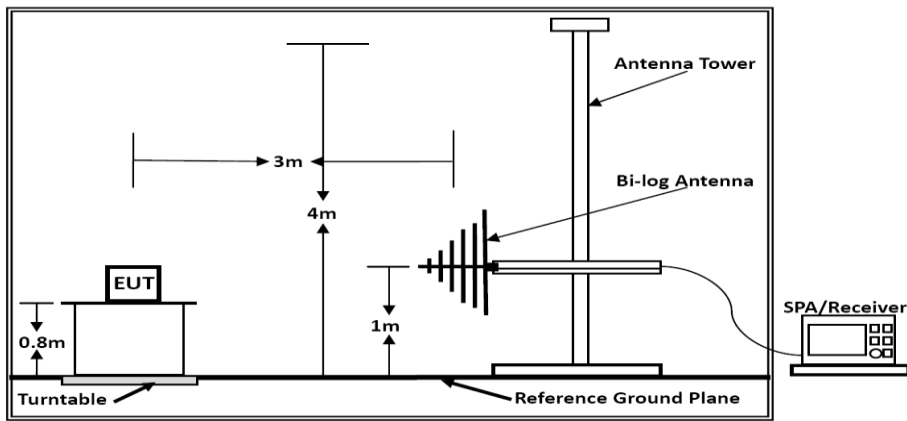 Antenna Tower
3m
Bi-log Antenna
4m
EUT
SPA/Receiver
0.8m
1m
Turntable
Reference Ground Plane